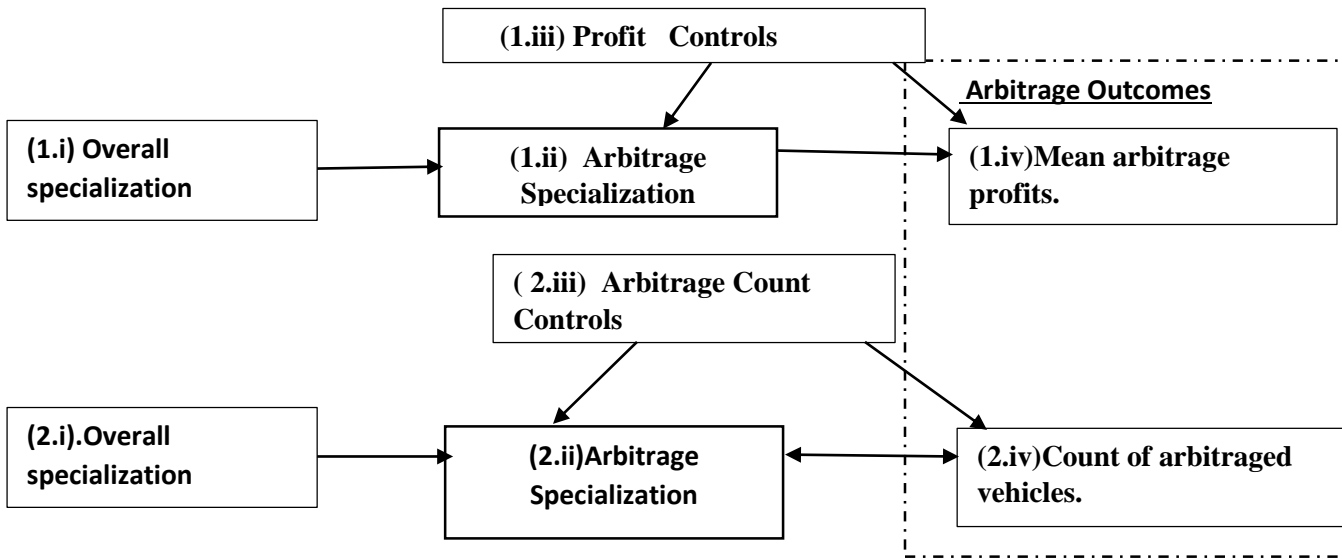 (1.iii) Profit Controls
Arbitrage Outcomes
(1.i) Overall
specialization
(1.ii) Arbitrage
Specialization
(1.iv)Mean arbitrage
profits.
( 2.iii) Arbitrage Count
Controls
(2.i).Overall
specialization
(2.ii)Arbitrage
Specialization
(2.iv)Count of arbitraged
vehicles.